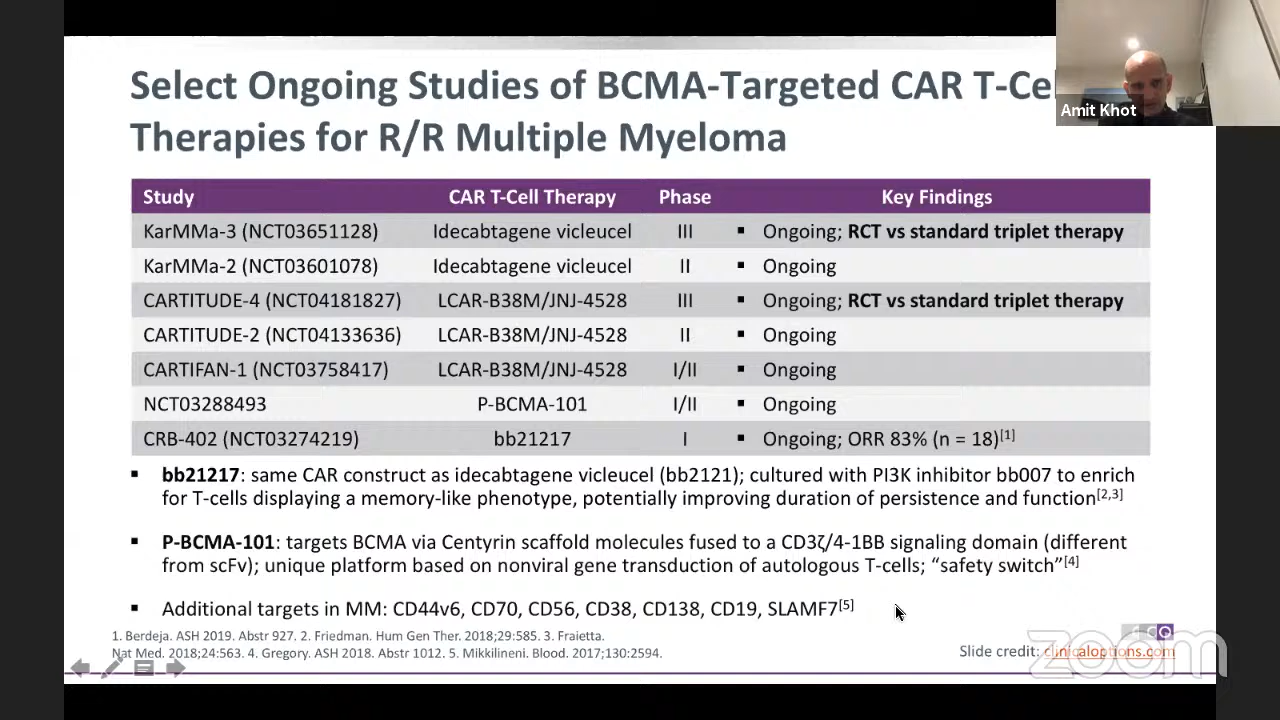 Select Ongoing Studies of BCMA-Targeted CAR T-Ce
Therapies for R/R Multiple Myeloma
Amit Khot
Study CAR T-Cell Therapy Phase Key Findings
KarMMa-3 (NCT03651128) Idecabtagene vicleucel III ▪ Ongoing; RCT vs standard triplet therapy
KarMMa-2 (NCT03601078) Idecabtagene vicleucel II ▪ Ongoing
CARTITUDE-4 (NCT04181827) LCAR-B38M/JNJ-4528 III ▪ Ongoing; RCT vs standard triplet therapy
CARTITUDE-2 (NCT04133636) LCAR-B38M/JNJ-4528 II ▪ Ongoing
CARTIFAN-1 (NCT03758417) LCAR-B38M/JNJ-4528 I/II ▪ Ongoing
NCT03288493 P-BCMA-101 I/II ▪ Ongoing
CRB-402 (NCT03274219) bb21217 I ▪ Ongoing; ORR 83% (n = 18)[1]
▪ bb21217: same CAR construct as idecabtagene vicleucel (bb2121); cultured with PI3K inhibitor bb007 to enrich
for T-cells displaying a memory-like phenotype, potentially improving duration of persistence and function[2,3]
▪ P-BCMA-101: targets BCMA via Centyrin scaffold molecules fused to a CD3ζ/4-1BB signaling domain (different
from scFv); unique platform based on nonviral gene transduction of autologous T-cells; “safety switch”[4]
▪ Additional targets in MM: CD44v6, CD70, CD56, CD38, CD138, CD19, SLAMF7[5]
1. Berdeja. ASH 2019. Abstr 927. 2. Friedman. Hum Gen Ther. 2018;29:585. 3. Fraietta.
Nat Med. 2018;24:563. 4. Gregory. ASH 2018. Abstr 1012. 5. Mikkilineni. Blood. 2017;130:2594.
Slide credit: clinicaloptions.com
zoom